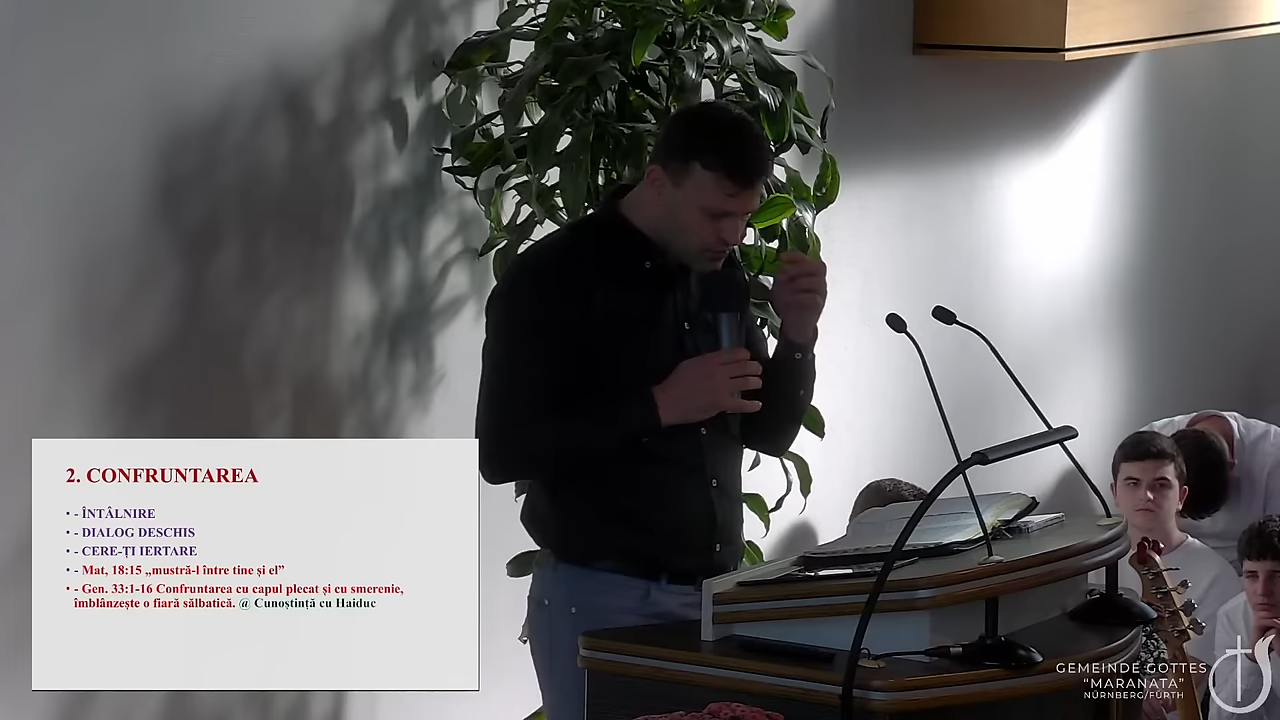 2. CONFRUNTAREA
• - ÎNTÂLNIRE
• - DIALOG DESCHIS
• - CERE-ȚI IERTARE
• - Mat, 18:15 „mustră-l între tine și el”
• - Gen. 33:1-16 Confruntarea cu capul plecat și cu smerenie,
îmblânzește o fiară sălbatică. @ Cunoștință cu Haiduc
GEMEINDE GOTTES
“MARANATA”
NÜRNBERG/FÜRTH